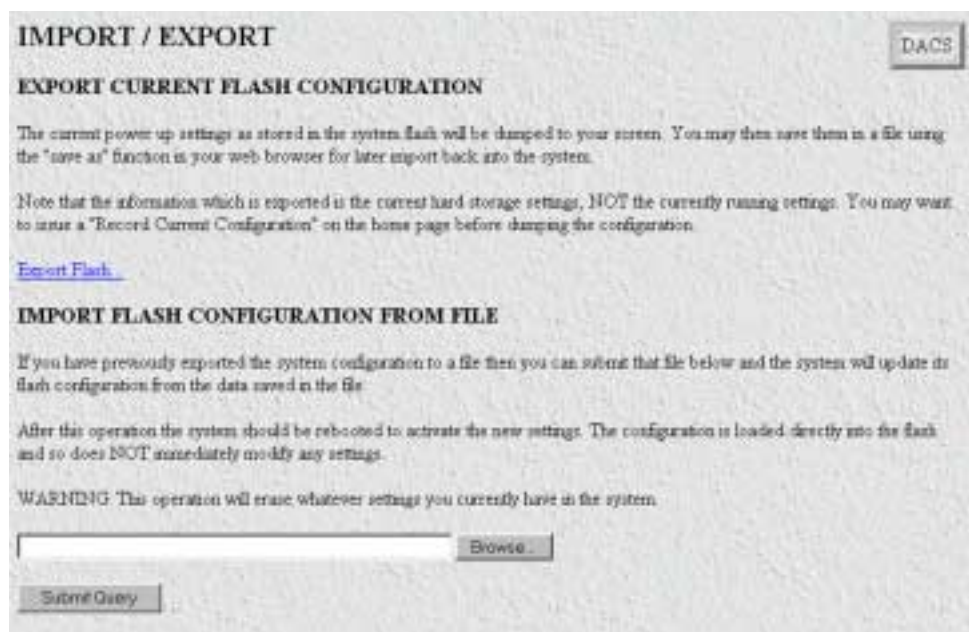 IMPORT / EXPORT
DACS
EXPORT CURRENT FLASH CONFIGURATION
The current power up settings as stored in the system flash will be dumped to your screen. You may then save them in a file using
the "save as" function in your web browser for later import back into the system.
Note that the information which is exported is the current hard storage settings, NOT the currently running settings. You may want
to issue a "Record Current Configuration" on the home page before dumping the configuration.
Export Flash...
IMPORT FLASH CONFIGURATION FROM FILE
If you have previously exported the system configuration to a file then you can submit that file below and the system will update its
flash configuration from the data saved in the file.
After this operation the system should be rebooted to activate the new settings. The configuration is loaded directly into the flash
and so does NOT immediately modify any settings.
WARNING: This operation will erase whatever settings you currently have in the system.
Browse...
Submit Query